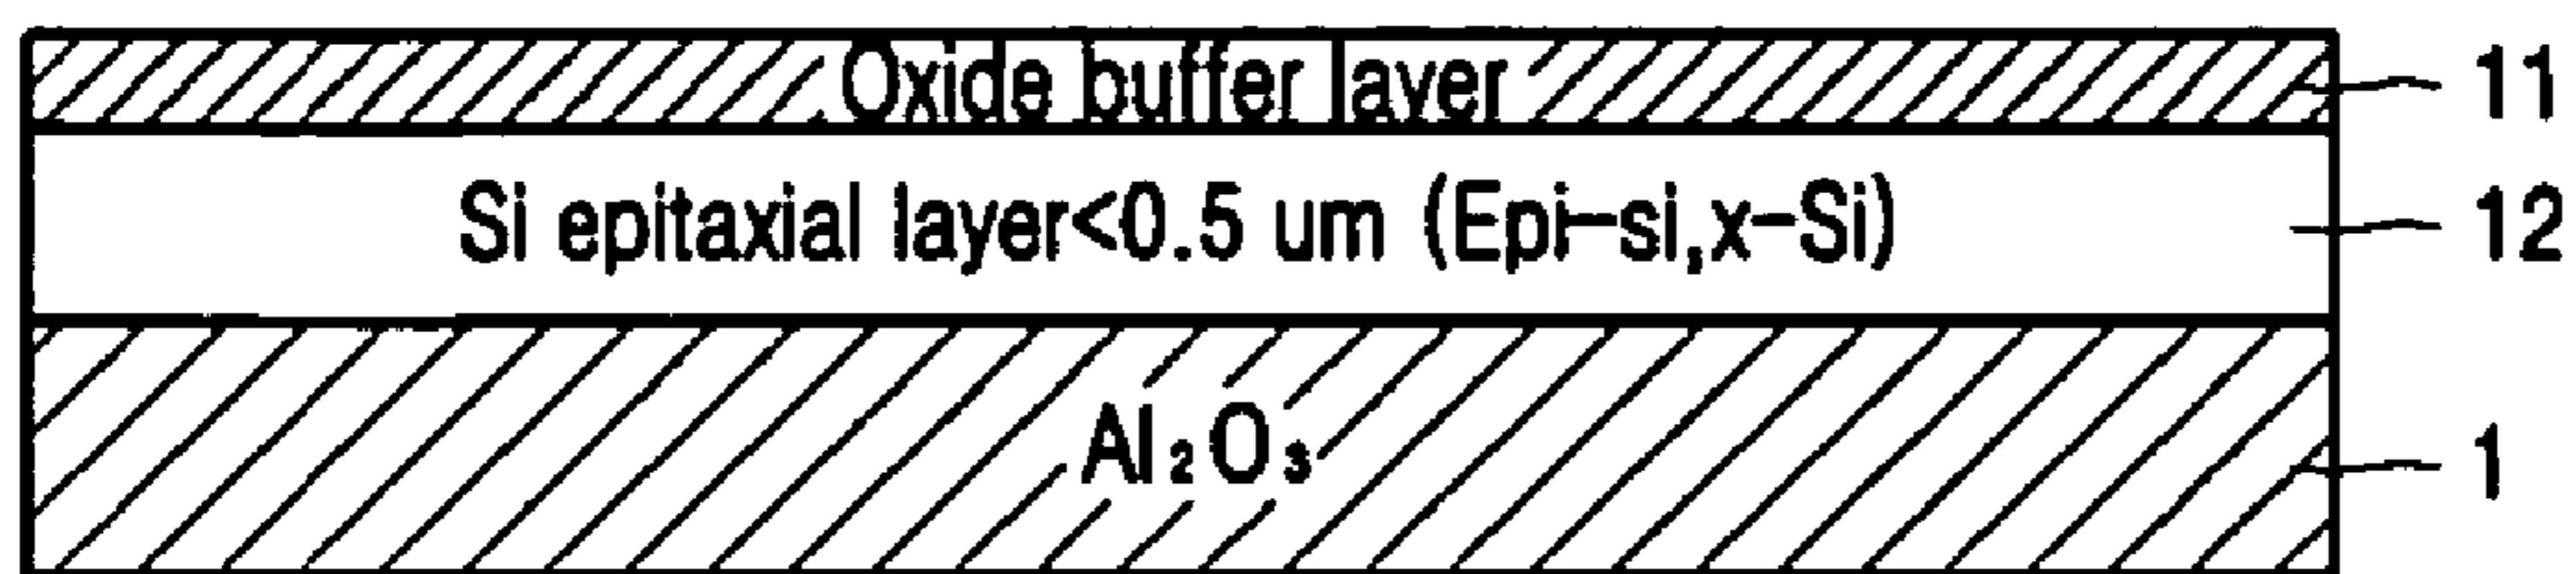 Oxide buffer layer 11
Si epitaxial layer<0.5 um (Epi-si,x-Si) 12
Al₂O₃ 1